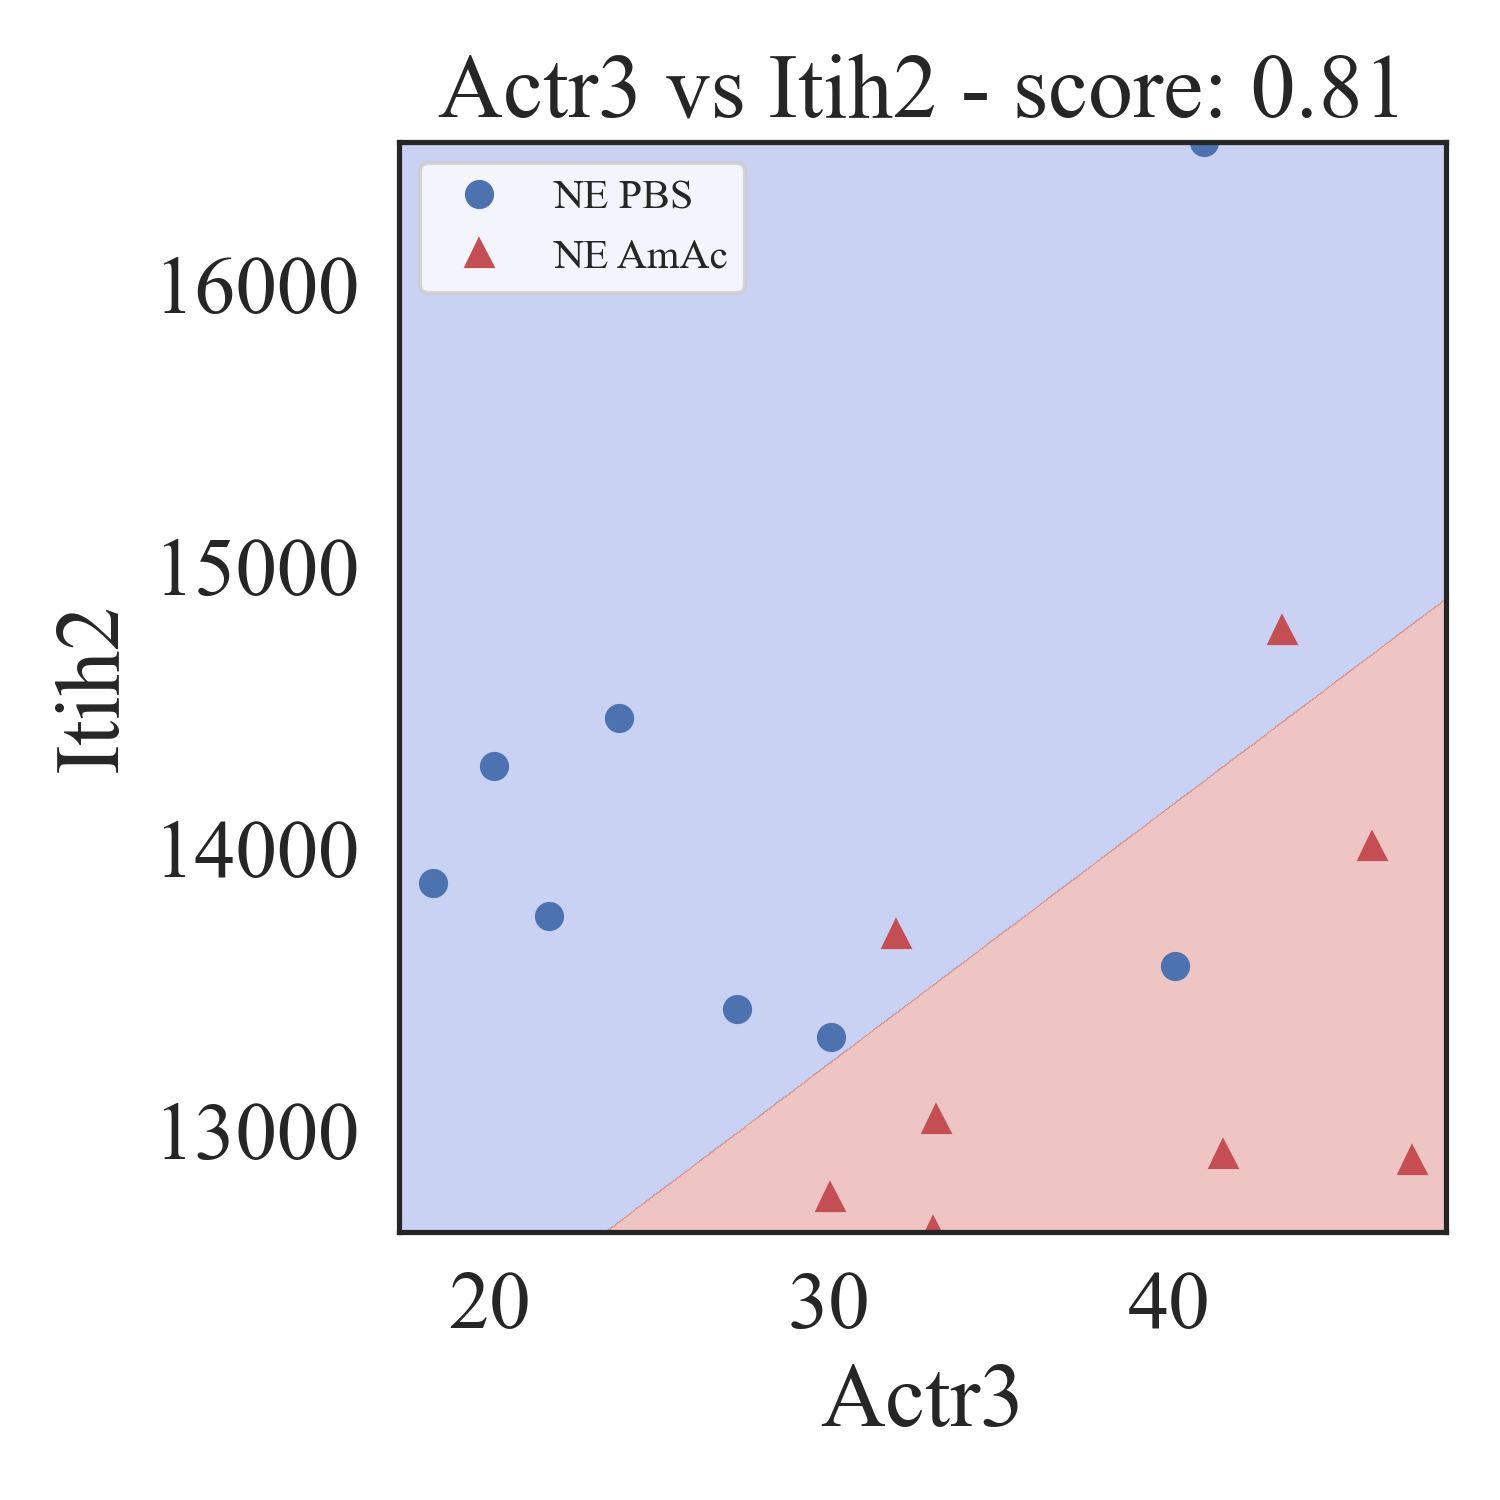 Actr3 vs Itih2 - score: 0.81
NE PBS
NE AmAc
16000
15000
14000
13000
Itih2
20 30 40
Actr3